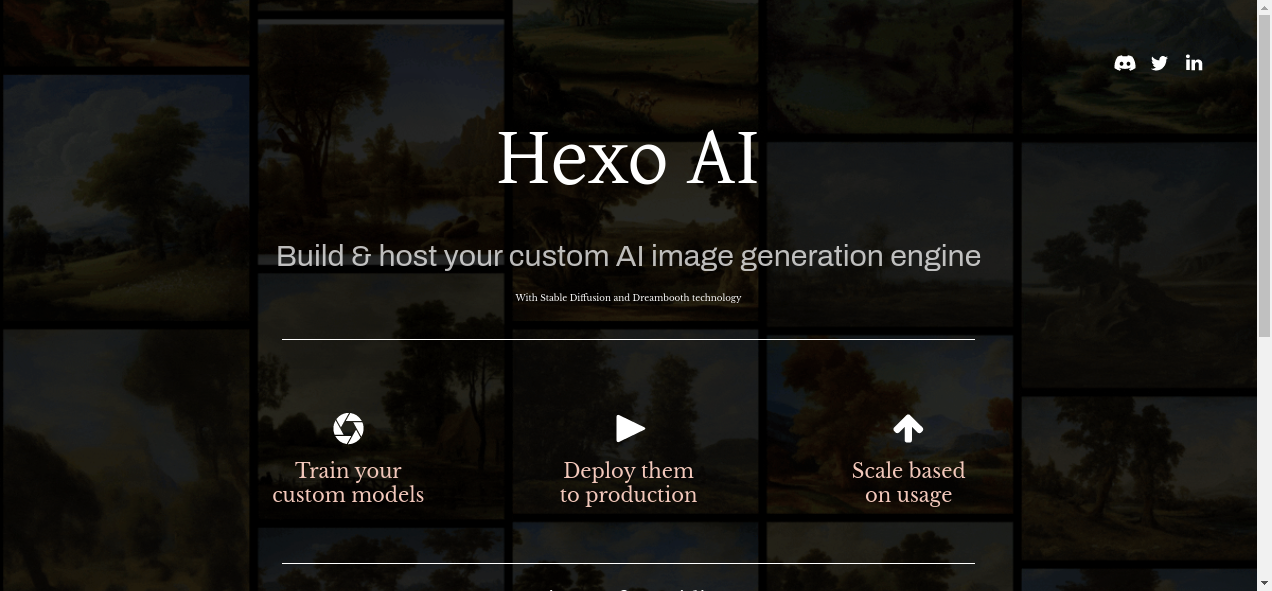 Hexo AI
Build & host your custom AI image generation engine
With Stable Diffusion and Dreambooth technology
Train your
custom models
Deploy them
to production
Scale based
on usage